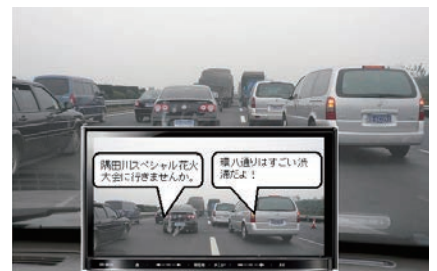 隅田川スペシャル花火
大会に行きませんか。
環八通りはすごい渋
滞だよ！